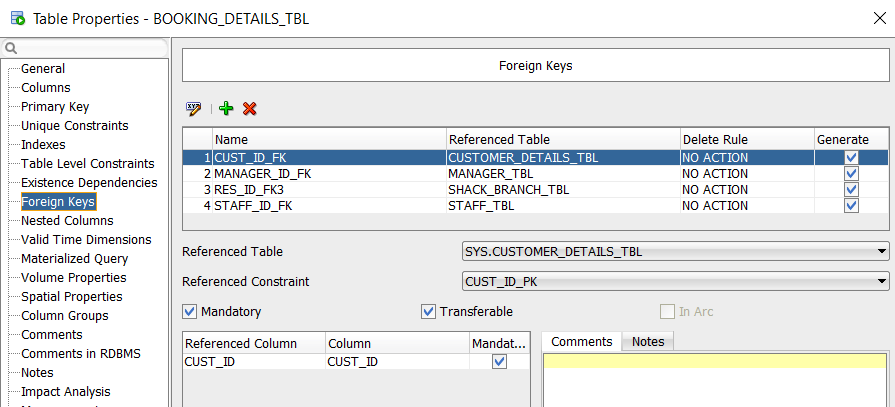 Table Properties - BOOKING_DETAILS_TBL
General
Columns
Primary Key
Unique Constraints
Indexes
Table Level Constraints
Existence Dependencies
Foreign Keys
Nested Columns
Valid Time Dimensions
Materialized Query
Volume Properties
Spatial Properties
Column Groups
Comments
Comments in RDBMS
Notes
Impact Analysis
Foreign Keys
Name Referenced Table Delete Rule Generate
1 CUST_ID_FK CUSTOMER_DETAILS_TBL NO ACTION
2 MANAGER_ID_FK MANAGER_TBL NO ACTION
3 RES_ID_FK3 SHACK_BRANCH_TBL NO ACTION
4 STAFF_ID_FK STAFF_TBL NO ACTION
Referenced Table SYS.CUSTOMER_DETAILS_TBL
Referenced Constraint CUST_ID_PK
Mandatory Transferable In Arc
Referenced Column Column Mandat...
CUST_ID CUST_ID
Comments Notes